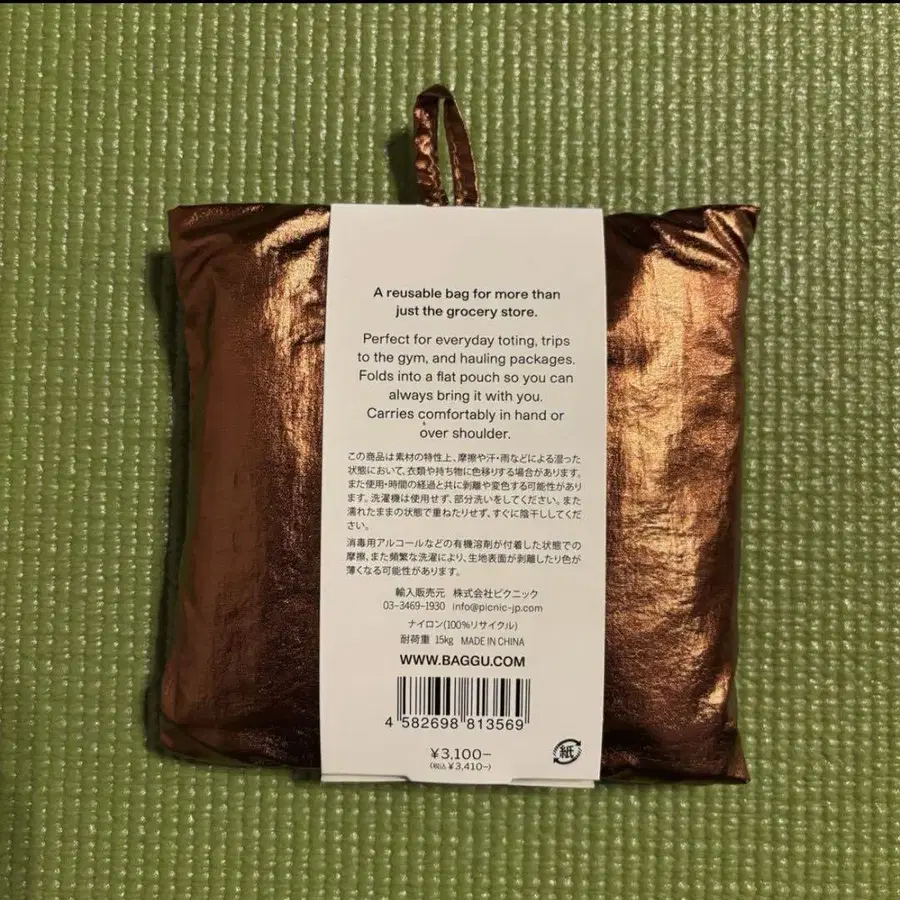 A reusable bag for more than
just the grocery store.
Perfect for everyday toting, trips
to the gym, and hauling packages.
Folds into a flat pouch so you can
always bring it with you.
Carries comfortably in hand or
over shoulder.
この商品は素材の特性上、摩擦や汗・雨などによる湿った
状態において、衣類や持ち物に色移りする場合があります。
また使用・時間の経過と共に剥離や変色する可能性があり
ます。洗濯機は使用せず、部分洗いをしてください。また
濡れたままの状態で重ねたりせず、すぐに陰干ししてくだ
さい。
消毒用アルコールなどの有機溶剤が付着した状態での
摩擦、また頻繁な洗濯により、生地表面が剥離したり色が
薄くなる可能性があります。
輸入販売元 株式会社ピクニック
03-3469-1930 info@picnic-jp.com
ナイロン(100%リサイクル)
耐荷重 15kg MADE IN CHINA
WWW.BAGGU.COM
4 582698 813569
¥3,100-
(税込¥3,410-)
紙